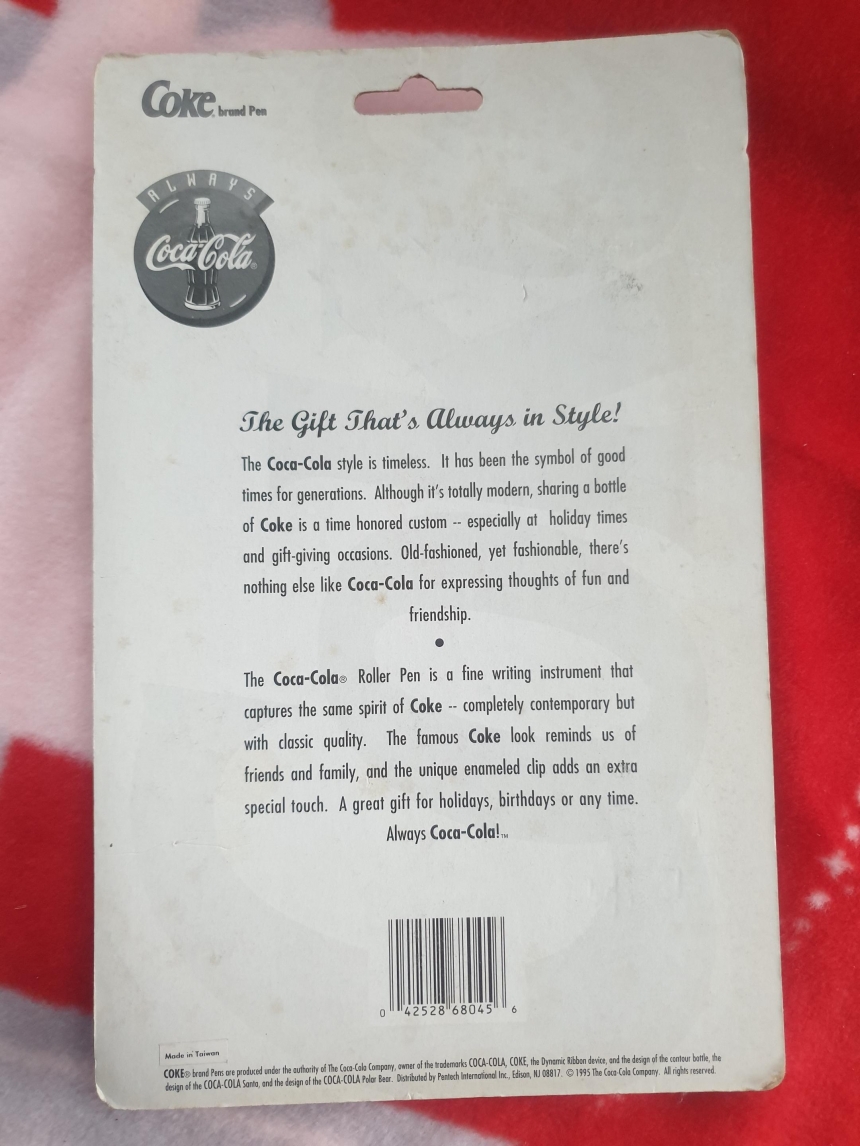 Coke® brand Pen
ALWAYS
Coca-Cola®
The Gift That's Always in Style!
The Coca-Cola style is timeless. It has been the symbol of good
times for generations. Although it's totally modern, sharing a bottle
of Coke is a time honored custom -- especially at holiday times
and gift-giving occasions. Old-fashioned, yet fashionable, there's
nothing else like Coca-Cola for expressing thoughts of fun and
friendship.
•
The Coca-Cola® Roller Pen is a fine writing instrument that
captures the same spirit of Coke -- completely contemporary but
with classic quality. The famous Coke look reminds us of
friends and family, and the unique enameled clip adds an extra
special touch. A great gift for holidays, birthdays or any time.
Always Coca-Cola!™
0 42528 68045 6
Made in Taiwan
COKE® brand Pens are produced under the authority of The Coca-Cola Company, owner of the trademarks COCA-COLA, COKE, the Dynamic Ribbon device, and the design of the contour bottle, the
design of the COCA-COLA Santa, and the design of the COCA-COLA Polar Bear. Distributed by Pentech International Inc., Edison, NJ 08817. © 1995 The Coca-Cola Company. All rights reserved.